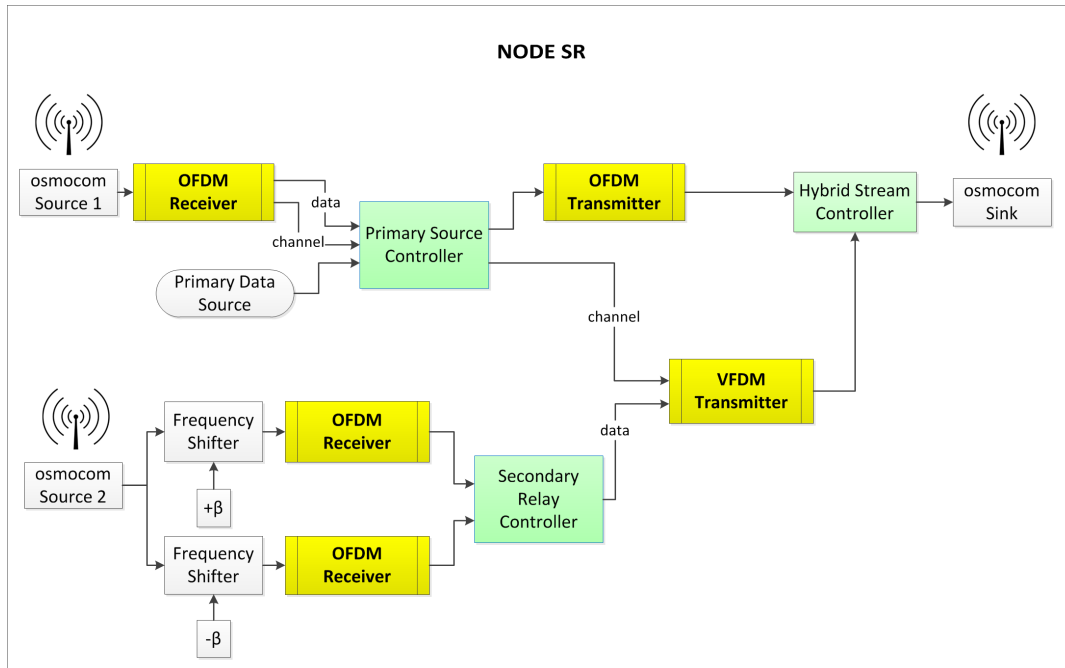 NODE SR
osmocom
Source 1
OFDM
Receiver
data
channel
Primary Data
Source
Primary Source
Controller
OFDM
Transmitter
Hybrid Stream
Controller
osmocom
Sink
channel
VFDM
Transmitter
data
osmocom
Source 2
Frequency
Shifter
+β
OFDM
Receiver
Secondary
Relay
Controller
Frequency
Shifter
-β
OFDM
Receiver